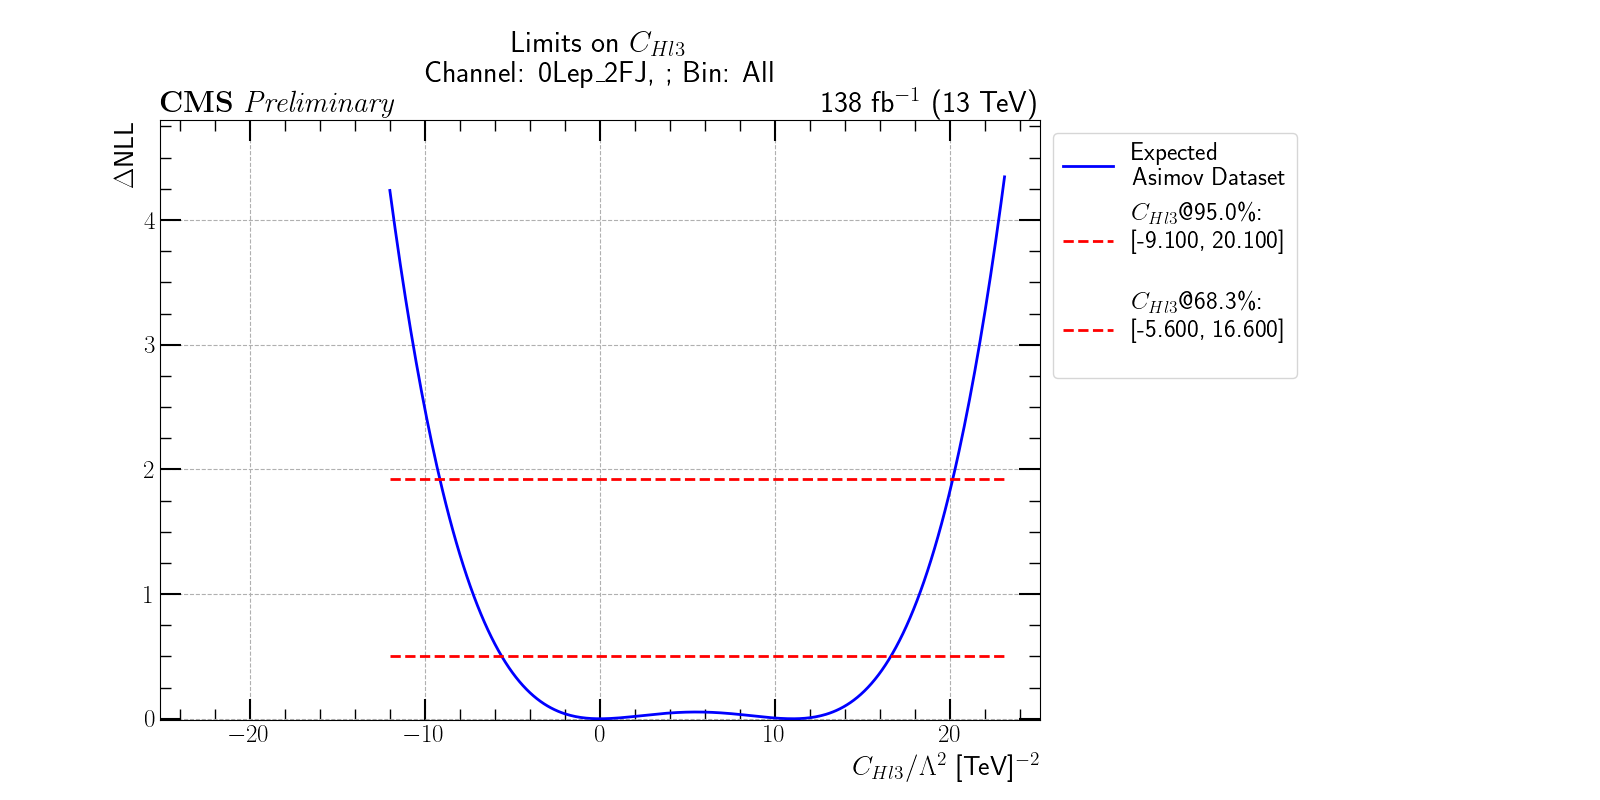 Limits on C_{Hl3}
Channel: 0Lep_2FJ, ; Bin: All
CMS Preliminary 138 fb⁻¹ (13 TeV)
ΔNLL
4
3
2
1
0
−20 −10 0 10 20
C_{Hl3}/Λ² [TeV]⁻²
Expected
Asimov Dataset
C_{Hl3}@95.0%:
[-9.100, 20.100]
C_{Hl3}@68.3%:
[-5.600, 16.600]